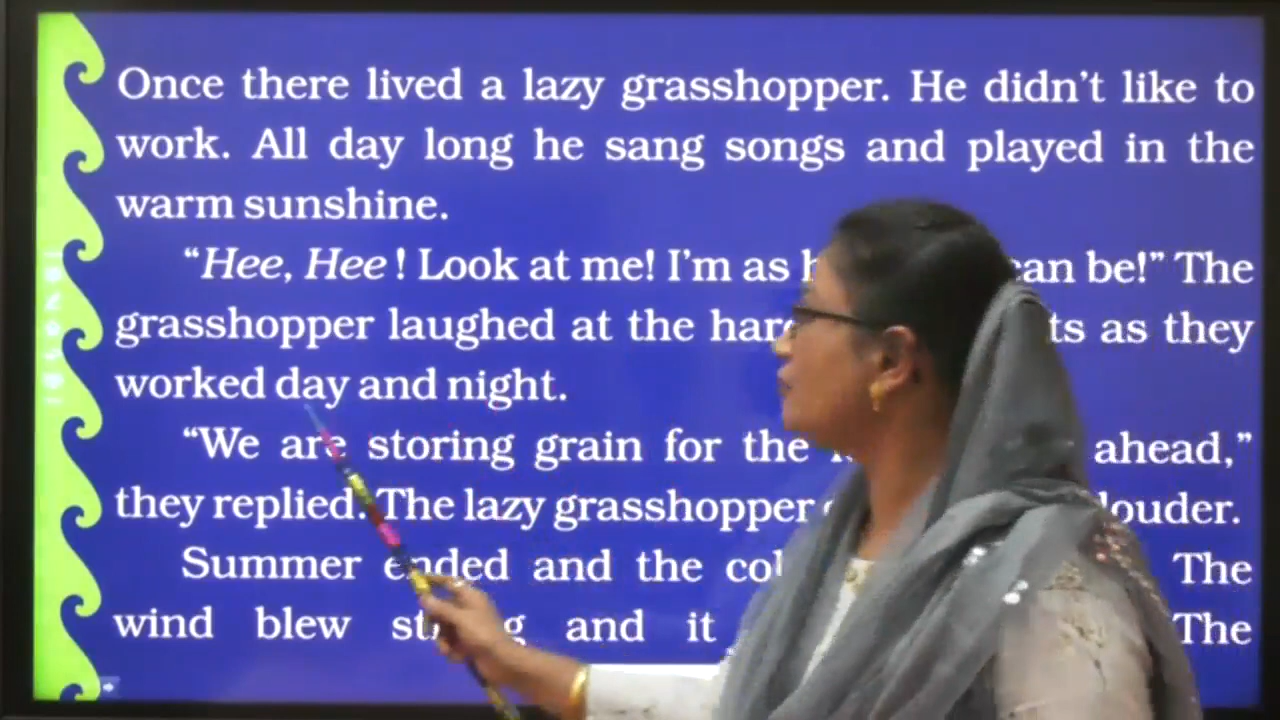 Once there lived a lazy grasshopper. He didn't like to
work. All day long he sang songs and played in the
warm sunshine.
“Hee, Hee ! Look at me! I'm as can be!” The
grasshopper laughed at the as they
worked day and night.
“We are storing grain for the ahead,”
they replied. The lazy grasshopper louder.
Summer ended and the The
wind blew and it The